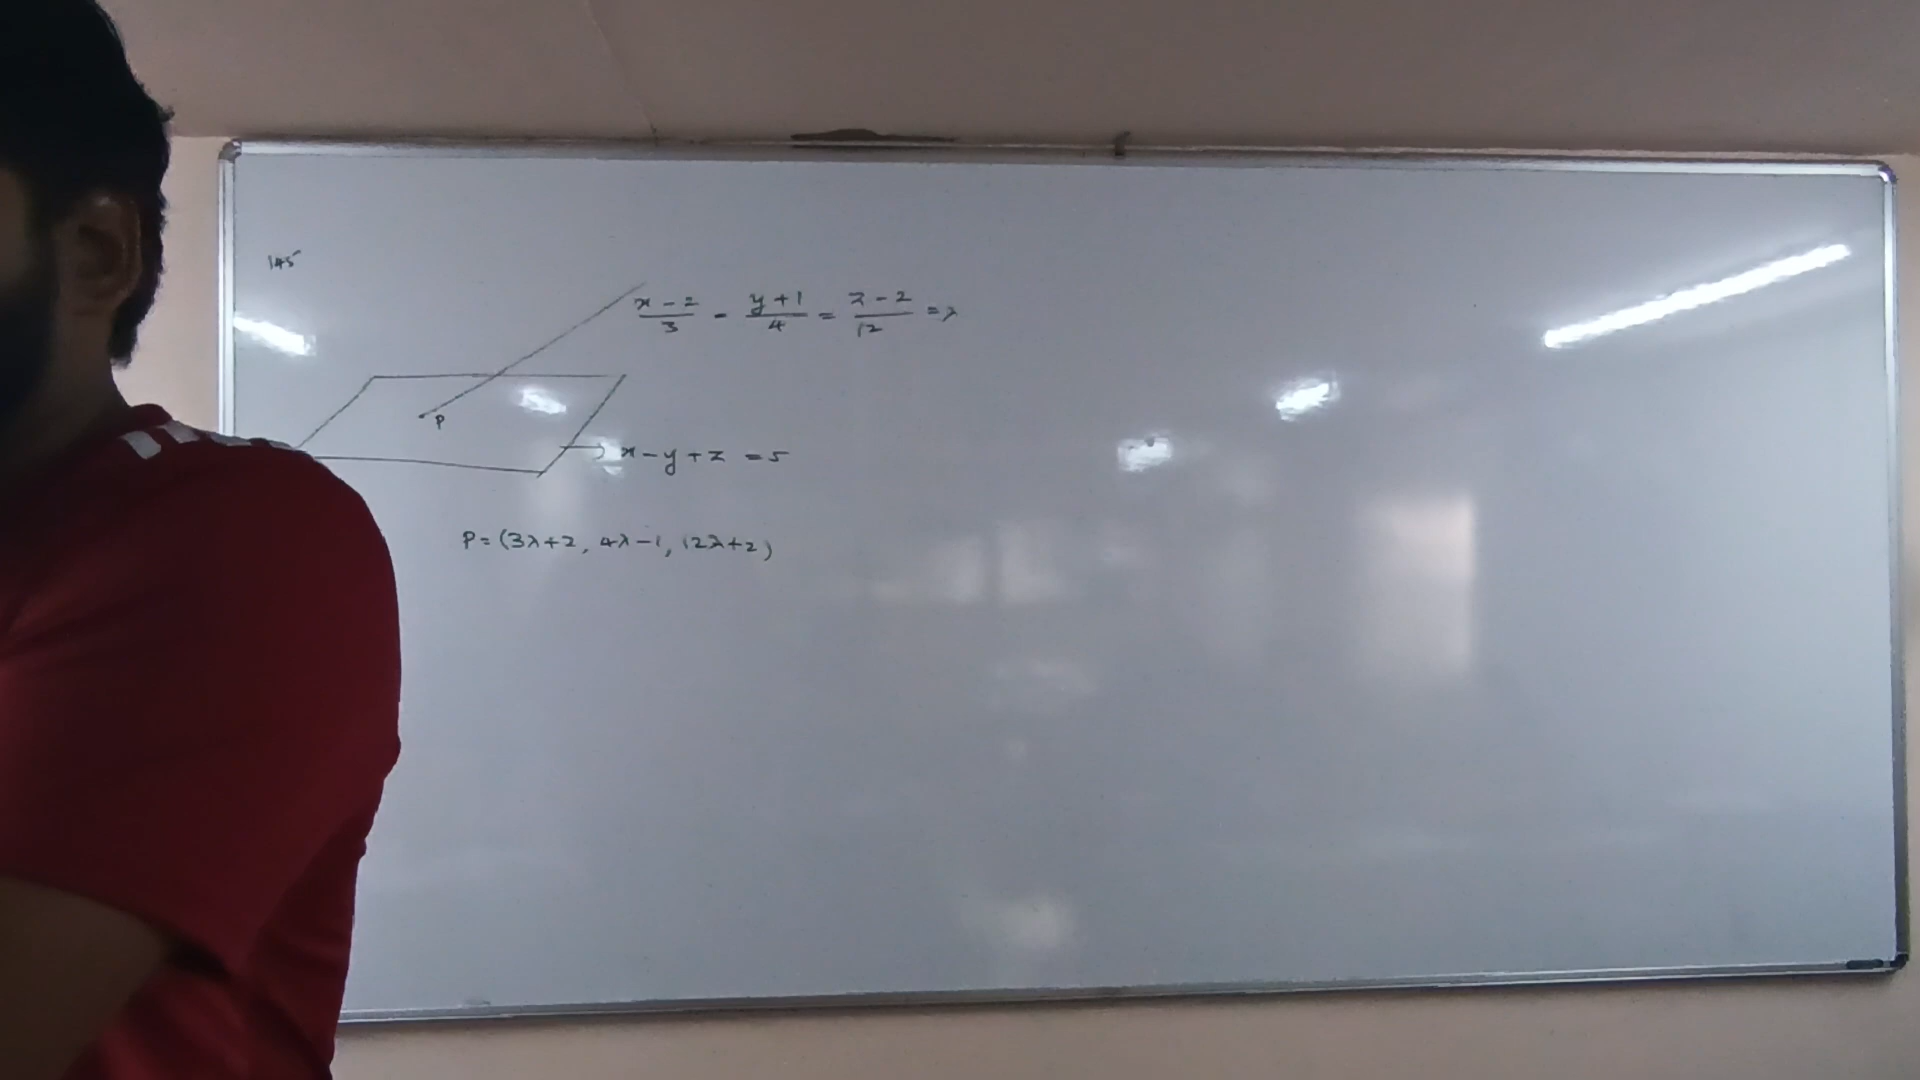 145
x-2/3 - y+1/4 = z-2/12 = λ
P
x-y+z = 5
P = (3λ+2, 4λ-1, 12λ+2)